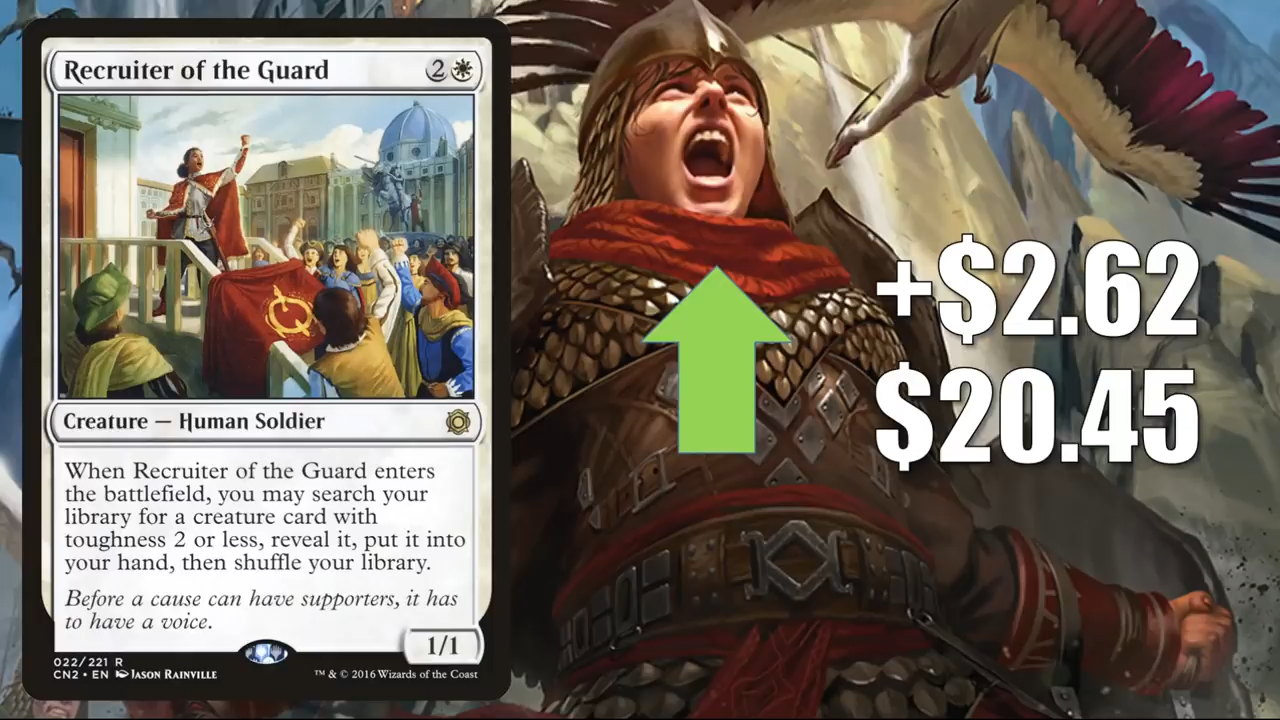 Recruiter of the Guard 2
Creature — Human Soldier
When Recruiter of the Guard enters
the battlefield, you may search your
library for a creature card with
toughness 2 or less, reveal it, put it into
your hand, then shuffle your library.
Before a cause can have supporters, it has
to have a voice.
1/1
022/221 R
CN2 • EN Jason Rainville
™ & © 2016 Wizards of the Coast
+$2.62
$20.45